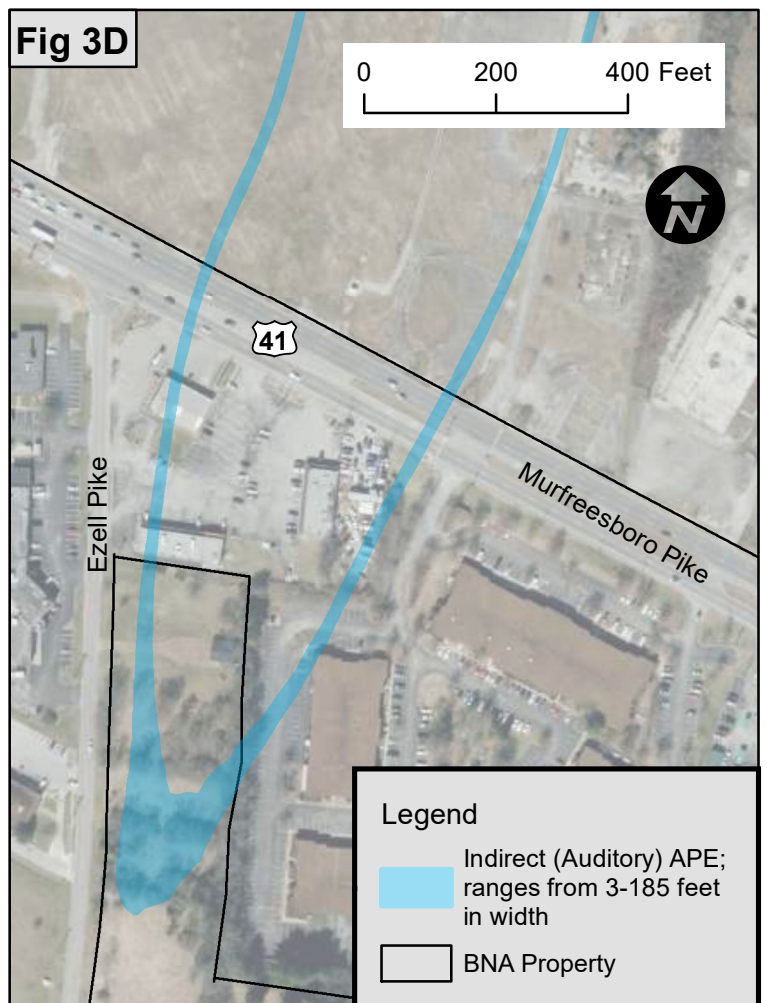 Fig 3D
0 200 400 Feet
N
41
Ezell Pike
Murfreesboro Pike
Legend
Indirect (Auditory) APE;
ranges from 3-185 feet
in width
BNA Property